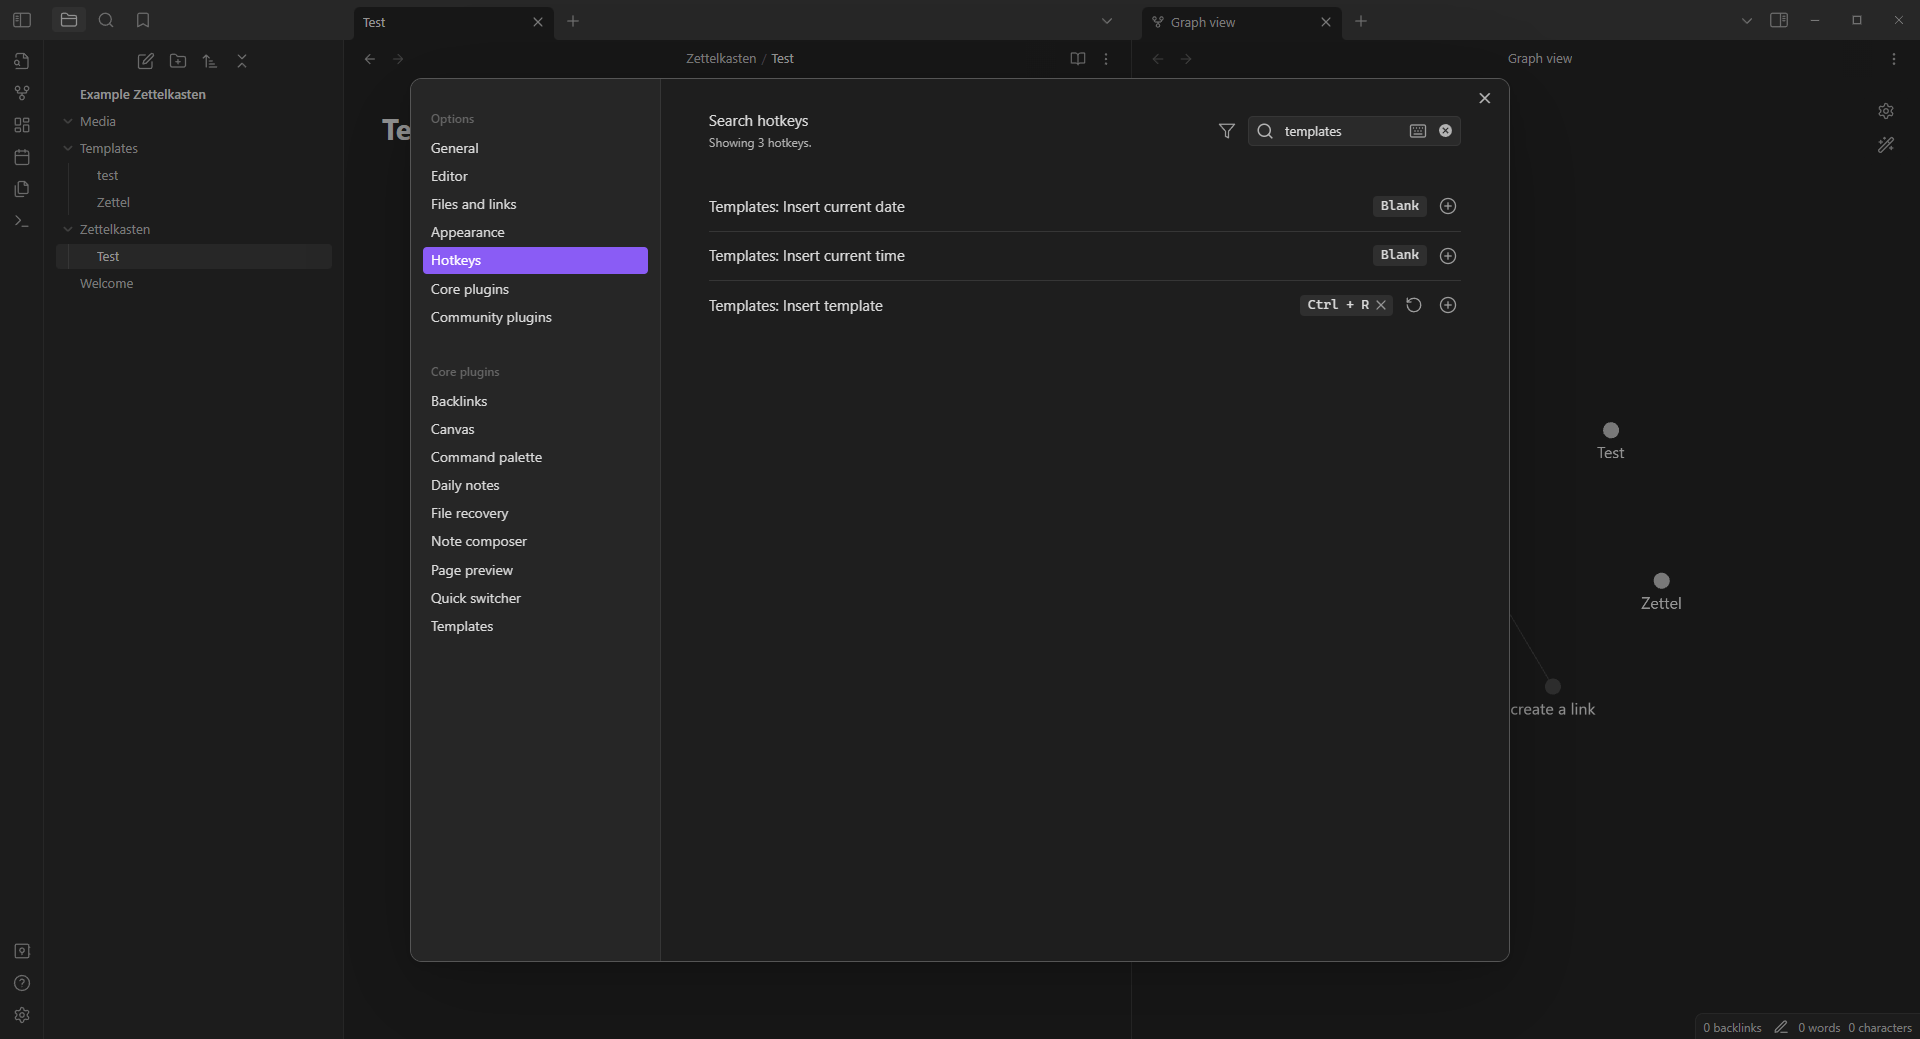 Test
Graph view
Zettelkasten / Test
Graph view
Example Zettelkasten
Media
Templates
test
Zettel
Zettelkasten
Test
Welcome
Te
Options
General
Editor
Files and links
Appearance
Hotkeys
Core plugins
Community plugins
Core plugins
Backlinks
Canvas
Command palette
Daily notes
File recovery
Note composer
Page preview
Quick switcher
Templates
Search hotkeys
Showing 3 hotkeys.
templates
Templates: Insert current date
Blank
Templates: Insert current time
Blank
Templates: Insert template
Ctrl + R
Test
Zettel
create a link
0 backlinks
0 words
0 characters